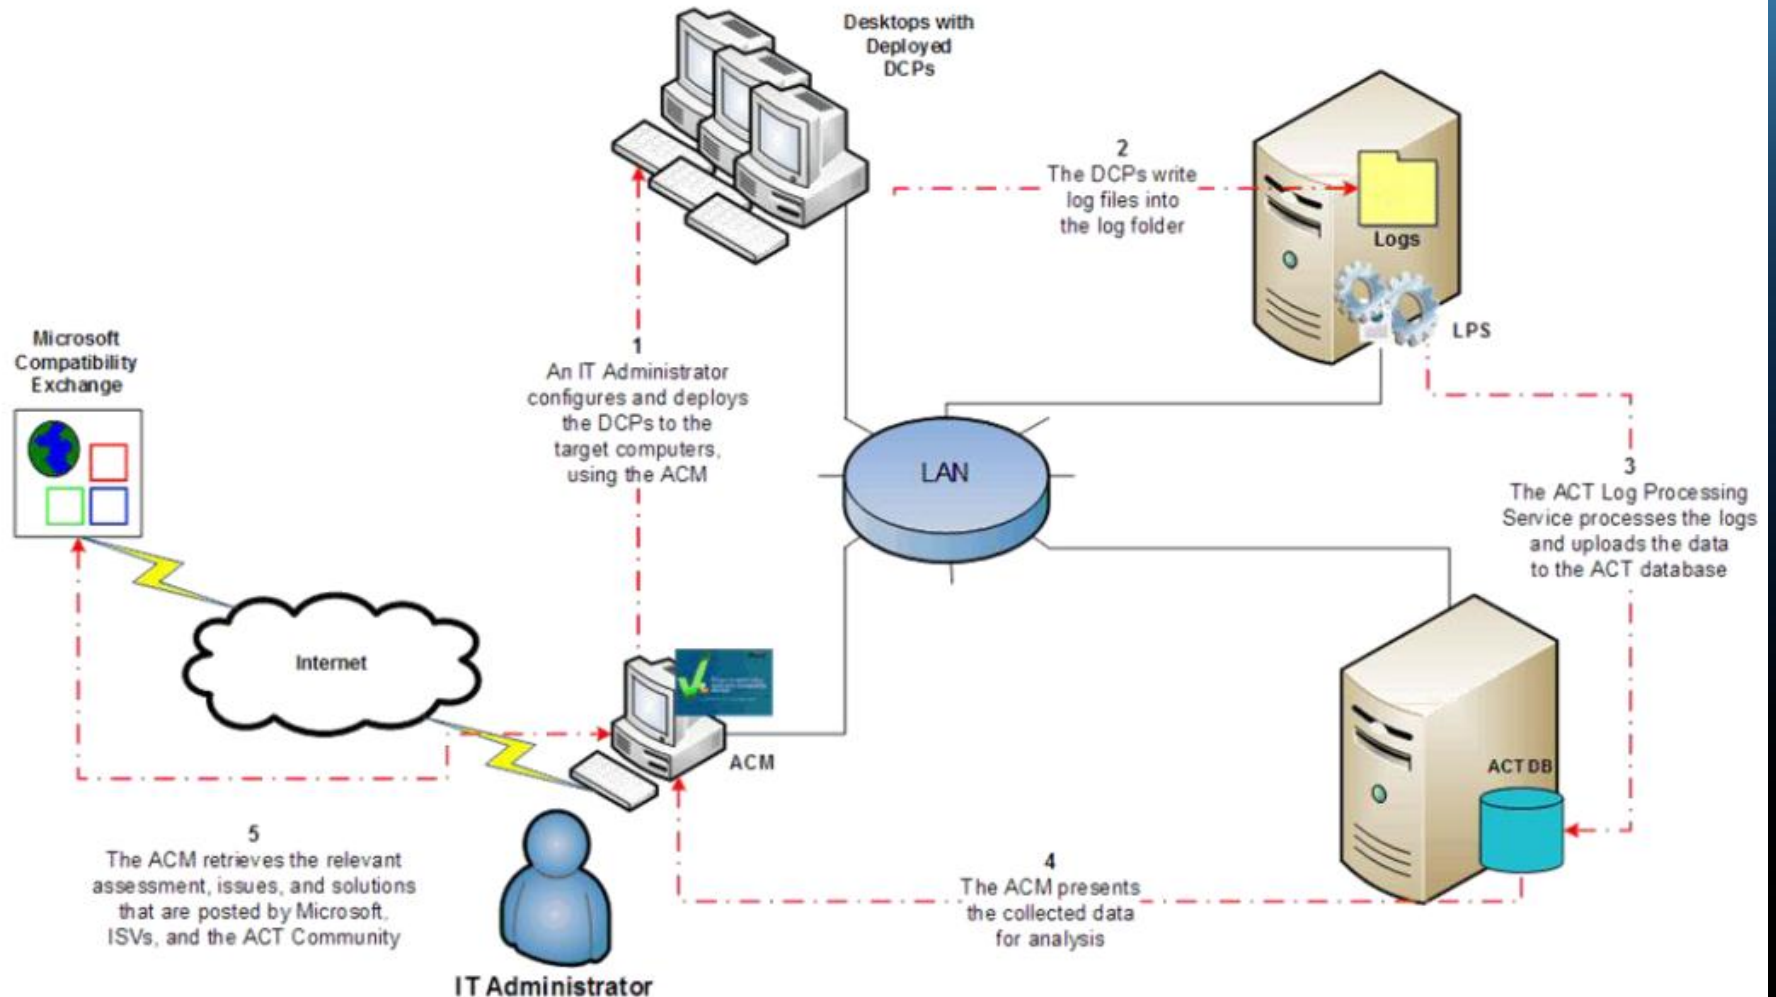 Desktops with
Deployed
DCPs
2
The DCPs write
log files into
the log folder
Logs
LPS
1
An IT Administrator
configures and deploys
the DCPs to the
target computers,
using the ACM
Microsoft
Compatibility
Exchange
LAN
3
The ACT Log Processing
Service processes the logs
and uploads the data
to the ACT database
Internet
ACM
ACT DB
5
The ACM retrieves the relevant
assessment, issues, and solutions
that are posted by Microsoft,
ISVs, and the ACT Community
4
The ACM presents
the collected data
for analysis
IT Administrator